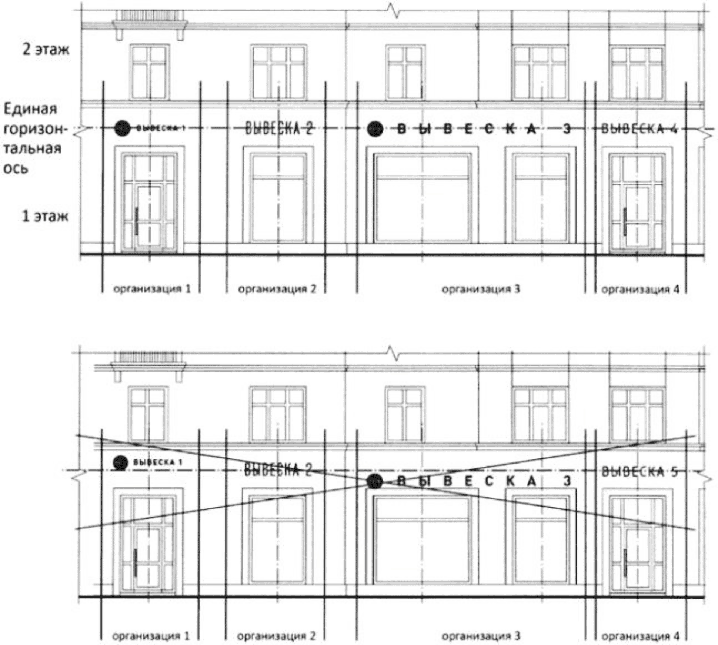 2 этаж
Единая
горизон-
тальная
ось
ВЫВЕСКА 1
ВЫВЕСКА 2
ВЫВЕСКА 3
ВЫВЕСКА 4
1 этаж
организация 1
организация 2
организация 3
организация 4
ВЫВЕСКА 1
ВЫВЕСКА 2
ВЫВЕСКА 3
ВЫВЕСКА 5
организация 1
организация 2
организация 3
организация 4